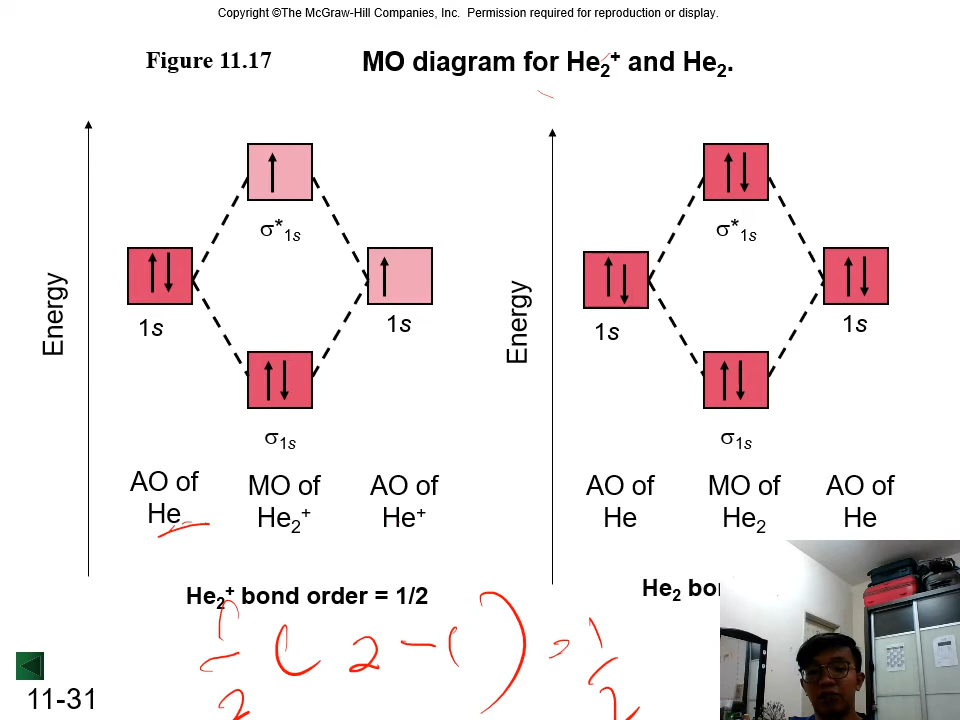 Copyright ©The McGraw-Hill Companies, Inc. Permission required for reproduction or display.
Figure 11.17
MO diagram for He₂⁺ and He₂.
Energy
σ*₁ₛ
1s
1s
σ₁ₛ
AO of
He
MO of
He₂⁺
AO of
He⁺
He₂⁺ bond order = 1/2
Energy
σ*₁ₛ
1s
1s
σ₁ₛ
AO of
He
MO of
He₂
AO of
He
He₂
1/2 (2-1) = 1/2
11-31